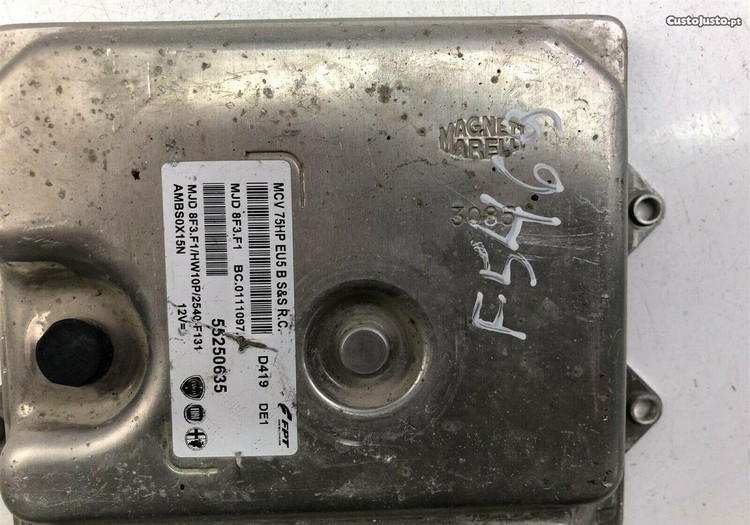 CustoJusto.pt
MAGNETI
MARELLI
3085
F5H693
MCV 75HP EU5 B S&S R.C.
D419 DE1
MJD 8F3.F1 BC.0111097.
55250635
FPT
MJD 8F3.F1/HW10P/2540-F131
AMBS0X15N
12V=